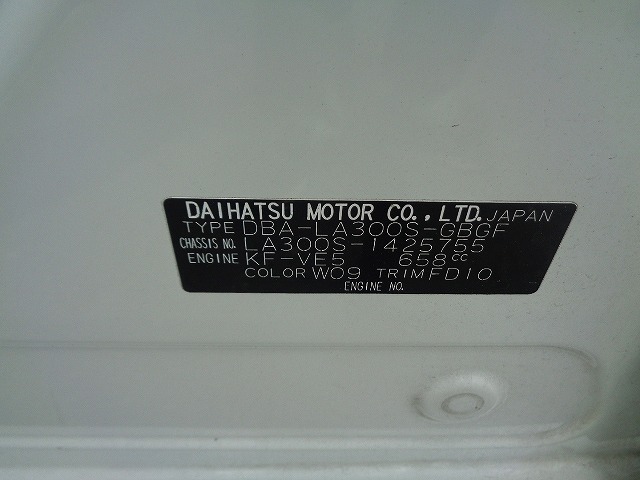 DAIHATSU MOTOR CO., LTD. JAPAN
TYPE DBA-LA300S-GBGF
CHASSIS NO. LA300S-1425755
ENGINE KF-VE5 658cc
COLOR W09 TRIM FD10
ENGINE NO.